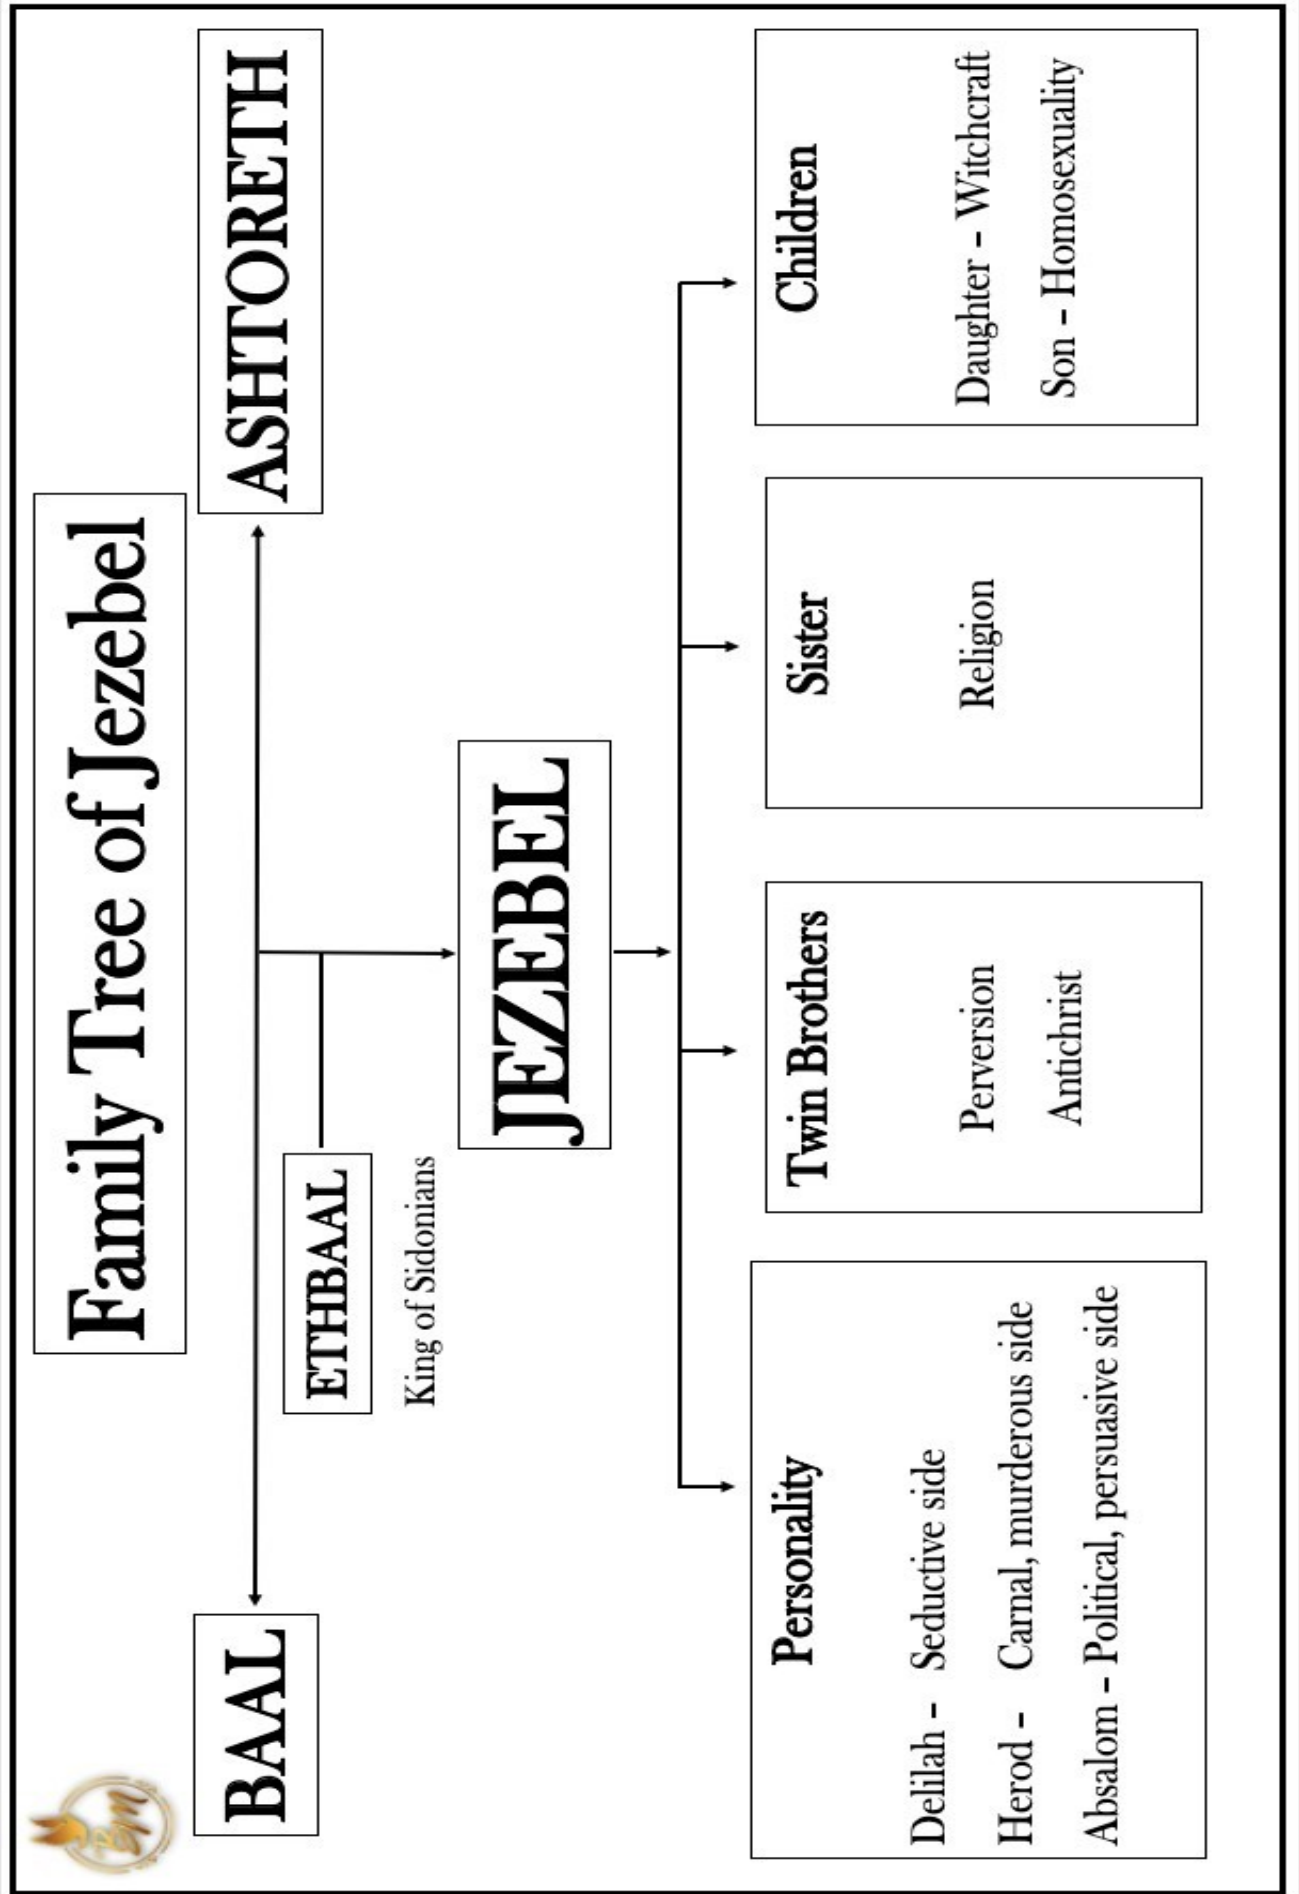 Family Tree of Jezebel
BM
BAAL
ASHTORETH
ETHBAAL
King of Sidonians
JEZEBEL
Personality
Delilah – Seductive side
Herod – Carnal, murderous side
Absalom – Political, persuasive side
Twin Brothers
Perversion
Antichrist
Sister
Religion
Children
Daughter – Witchcraft
Son – Homosexuality